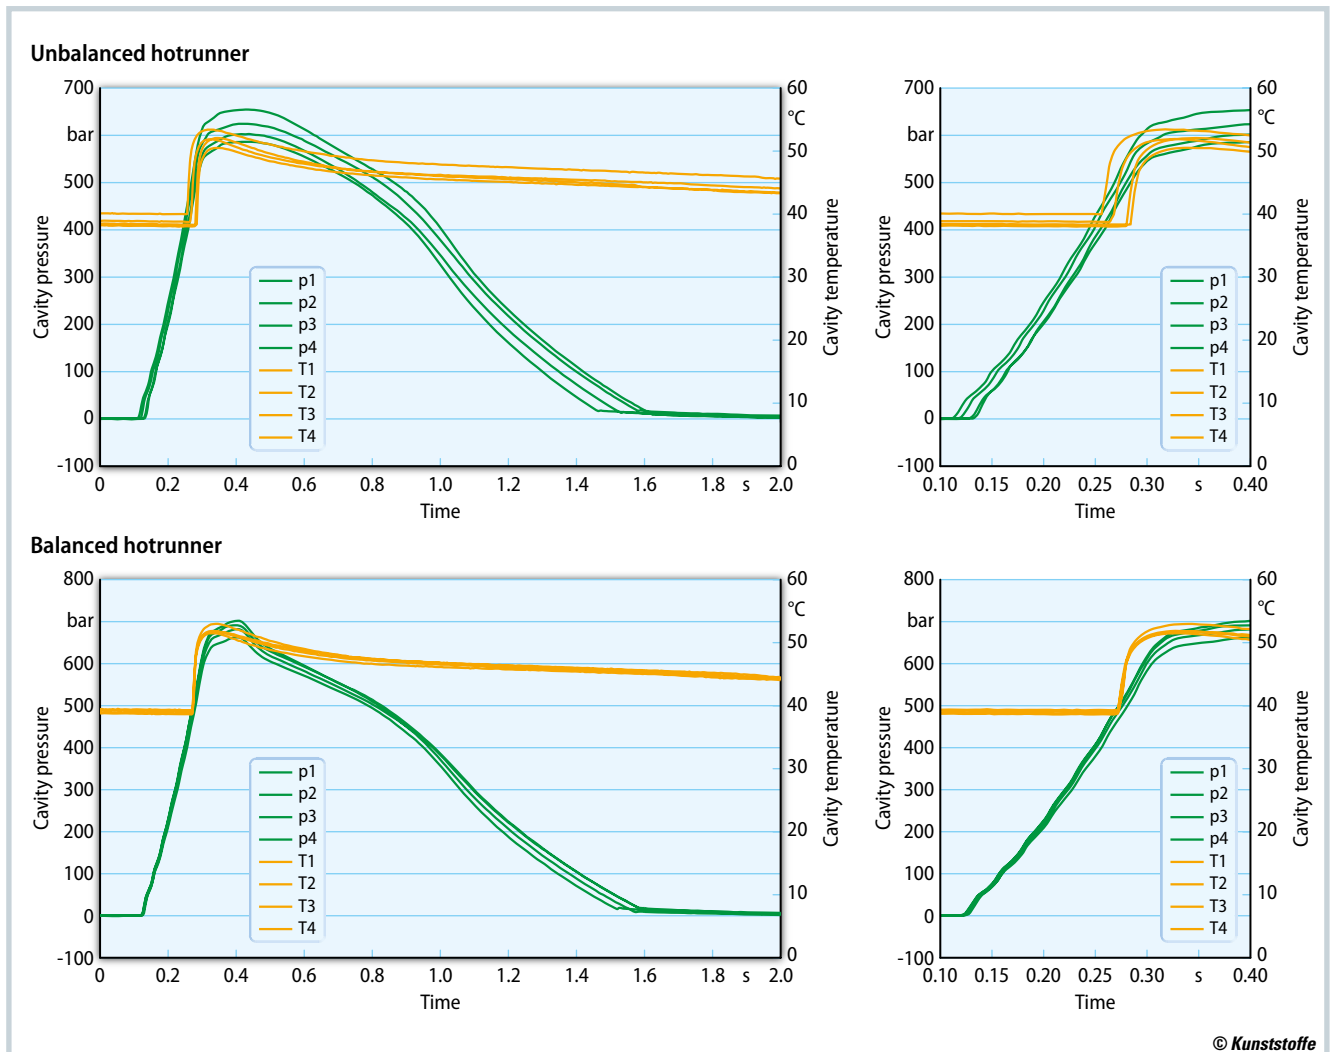 Unbalanced hotrunner
700
bar
500
400
300
200
100
0
-100
Cavity pressure
60
°C
50
40
30
20
10
0
Cavity temperature
p1
p2
p3
p4
T1
T2
T3
T4
0 0.2 0.4 0.6 0.8 1.0 1.2 1.4 1.6 1.8 s 2.0
Time
700
bar
500
400
300
200
100
0
-100
Cavity pressure
60
°C
50
40
30
20
10
0
Cavity temperature
p1
p2
p3
p4
T1
T2
T3
T4
0.10 0.15 0.20 0.25 0.30 s 0.40
Time
Balanced hotrunner
800
bar
600
500
400
300
200
100
0
-100
Cavity pressure
60
°C
50
40
30
20
10
0
Cavity temperature
p1
p2
p3
p4
T1
T2
T3
T4
0 0.2 0.4 0.6 0.8 1.0 1.2 1.4 1.6 1.8 s 2.0
Time
800
bar
600
500
400
300
200
100
0
-100
Cavity pressure
60
°C
50
40
30
20
10
0
Cavity temperature
p1
p2
p3
p4
T1
T2
T3
T4
0.10 0.15 0.20 0.25 0.30 s 0.40
Time
© Kunststoffe